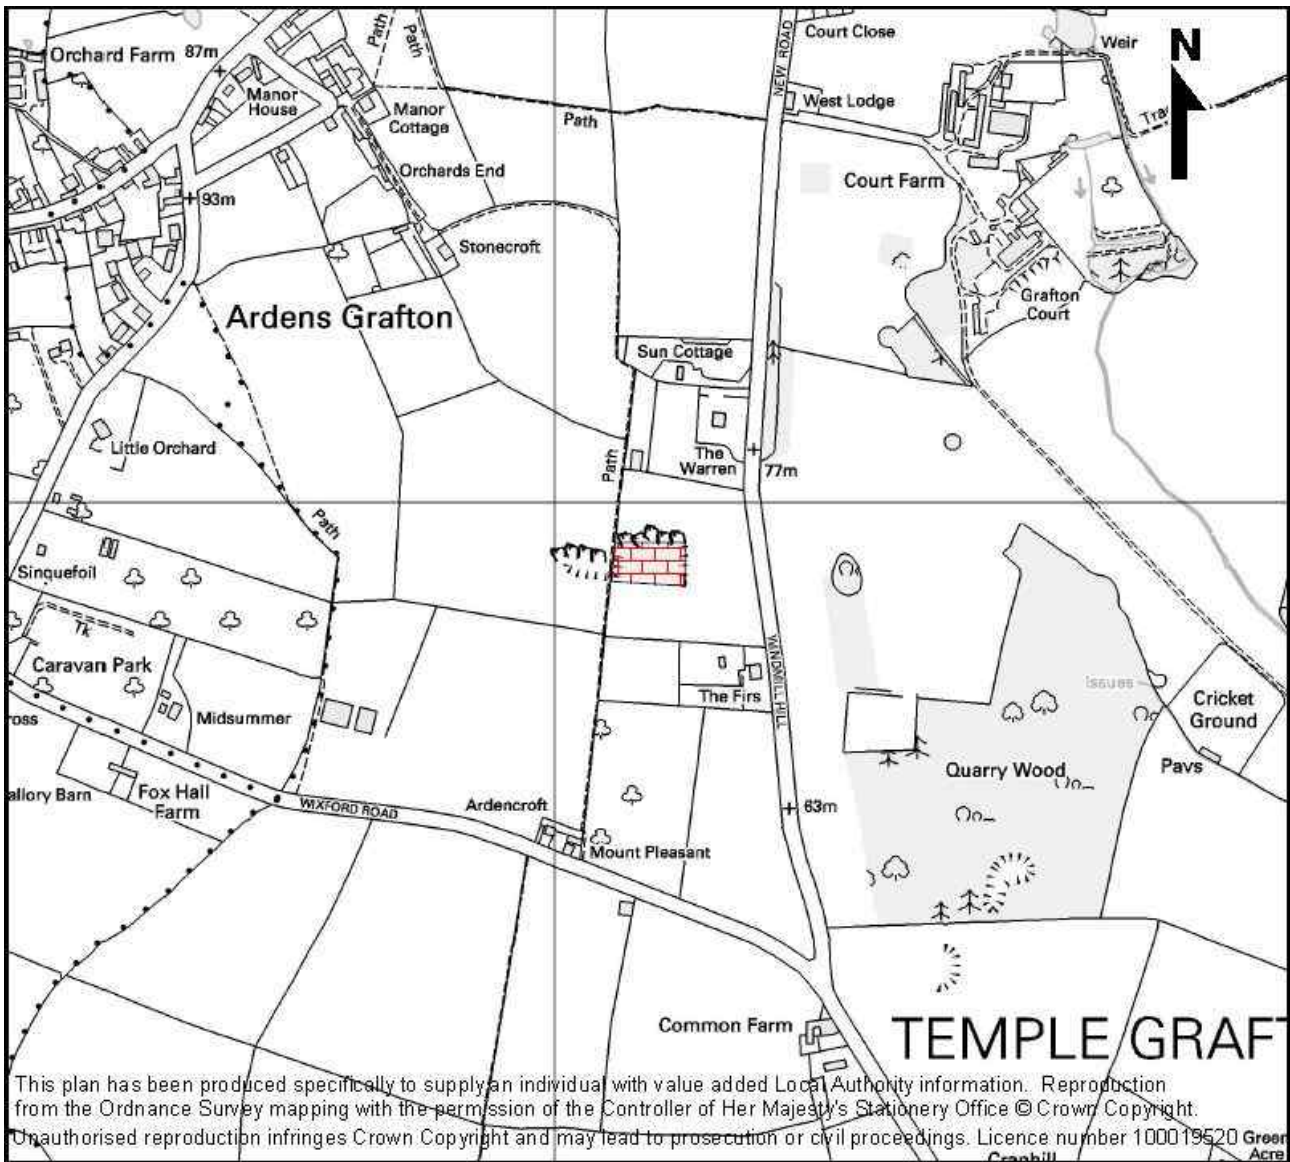 Court Close
Weir
N
Orchard Farm
87m
Path
Path
NEW ROAD
Manor
House
West Lodge
Manor
Cottage
Path
Orchards End
Court Farm
93m
Stonecroft
Grafton
Court
Ardens Grafton
Sun Cottage
Little Orchard
The
Warren
77m
Path
Path
Sinquefoil
Tk
Caravan Park
WINDMILL HILL
Issues
The Firs
Cricket
Ground
Midsummer
Quarry Wood
Pavs
allory Barn
Fox Hall
Farm
WIXFORD ROAD
Ardencroft
63m
Mount Pleasant
Common Farm
TEMPLE GRAFT
This plan has been produced specifically to supply an individual with value added Local Authority information. Reproduction
from the Ordnance Survey mapping with the permission of the Controller of Her Majesty's Stationery Office © Crown Copyright.
Unauthorised reproduction infringes Crown Copyright and may lead to prosecution or civil proceedings. Licence number 100019520
Green
Acre